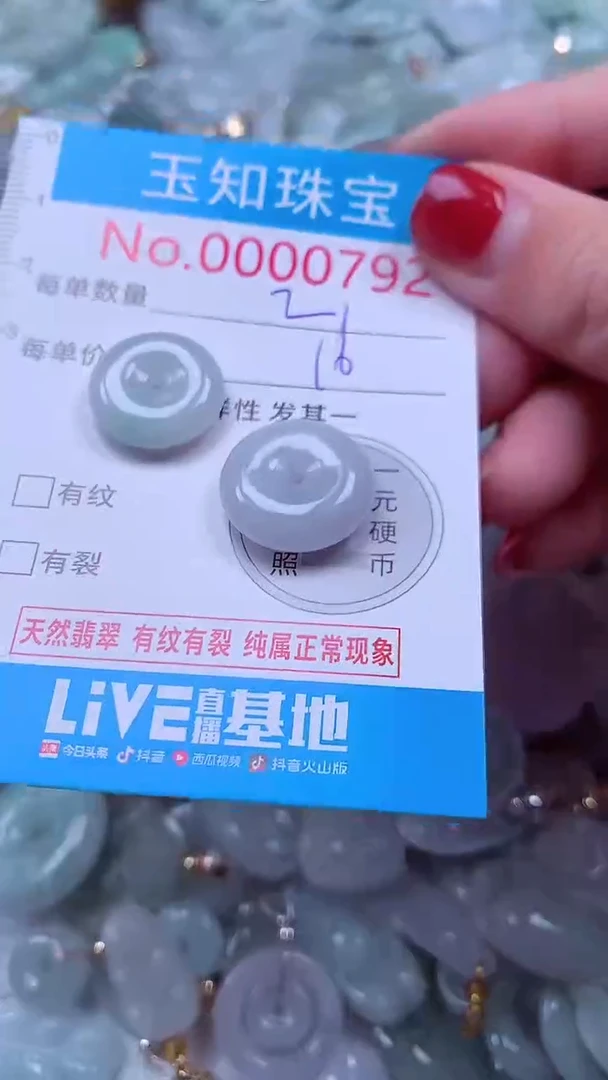 玉知珠宝
No.0000792
每单数量 2
每单价 10
性 发 其一
一元硬币
有纹
照
有裂
天然翡翠 有纹有裂 纯属正常现象
LiVE直播基地
今日头条 抖音 西瓜视频 抖音火山版